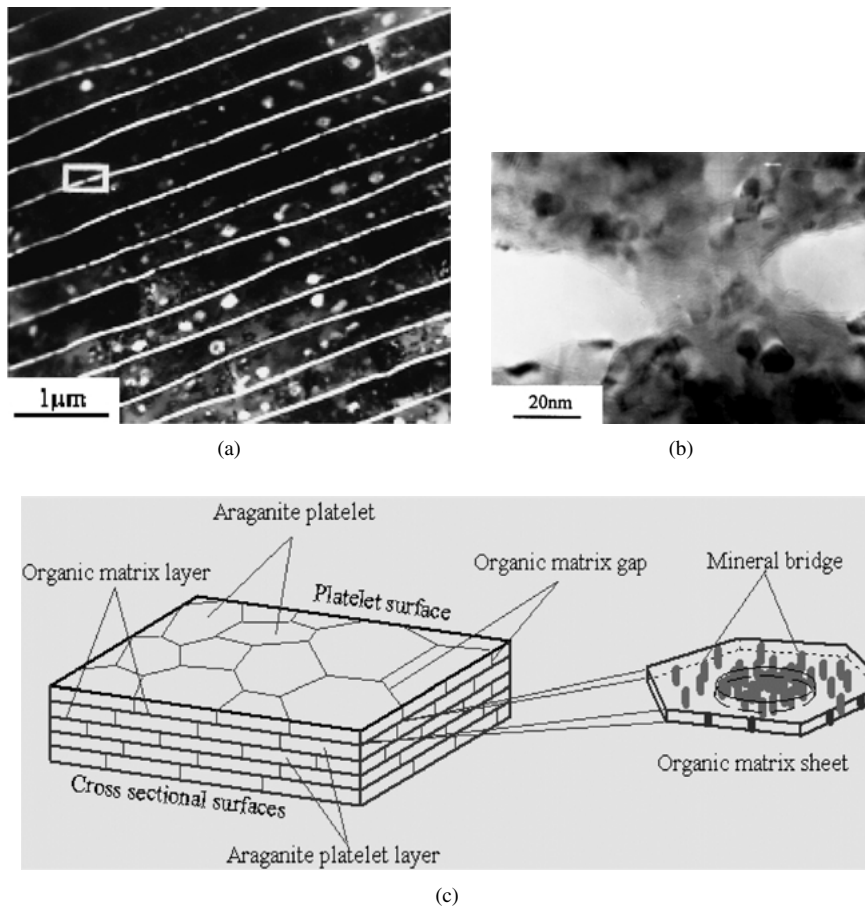 1μm
20nm
(a)
(b)
Araganite platelet
Organic matrix layer
Platelet surface
Organic matrix gap
Mineral bridge
Cross sectional surfaces
Organic matrix sheet
Araganite platelet layer
(c)